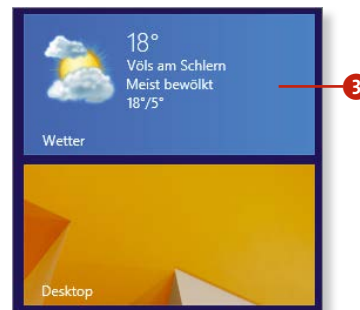 18°
Völs am Schlern
Meist bewölkt
18°/5°
3
Wetter
Desktop